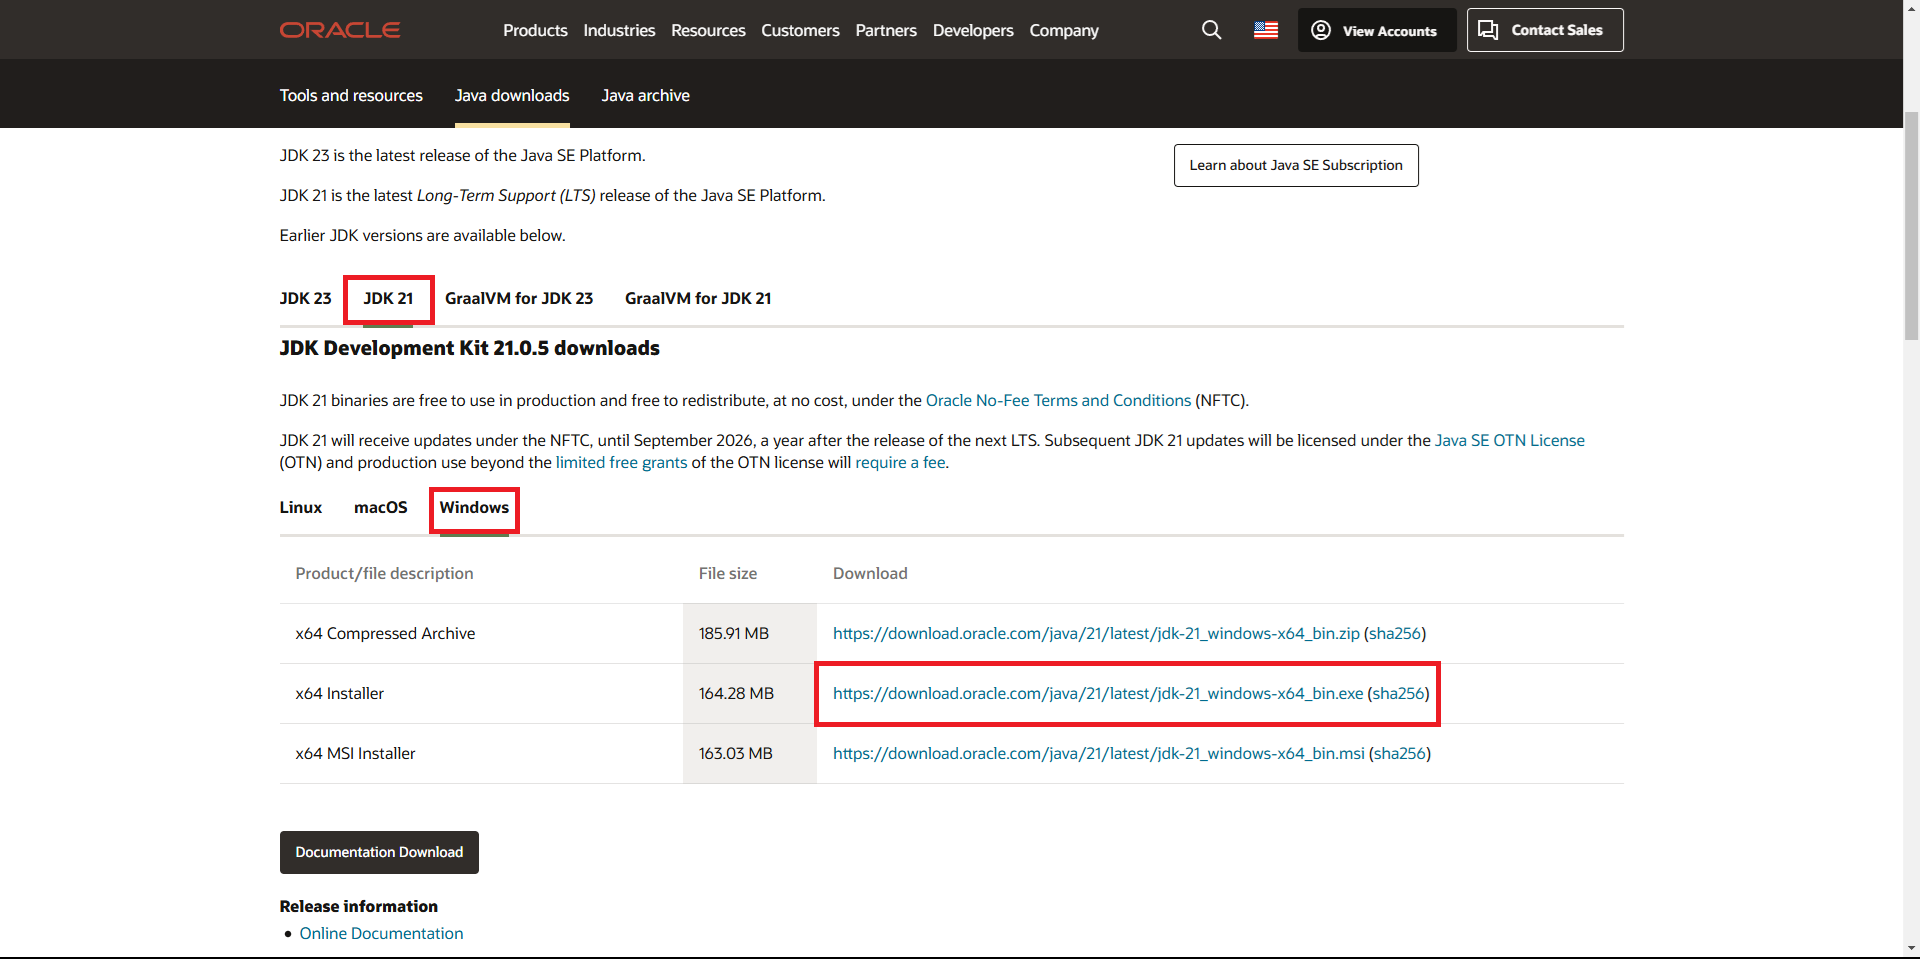 ORACLE
Products Industries Resources Customers Partners Developers Company
View Accounts
Contact Sales
Tools and resources Java downloads Java archive
JDK 23 is the latest release of the Java SE Platform.
Learn about Java SE Subscription
JDK 21 is the latest Long-Term Support (LTS) release of the Java SE Platform.
Earlier JDK versions are available below.
JDK 23 JDK 21 GraalVM for JDK 23 GraalVM for JDK 21
JDK Development Kit 21.0.5 downloads
JDK 21 binaries are free to use in production and free to redistribute, at no cost, under the Oracle No-Fee Terms and Conditions (NFTC).
JDK 21 will receive updates under the NFTC, until September 2026, a year after the release of the next LTS. Subsequent JDK 21 updates will be licensed under the Java SE OTN License
(OTN) and production use beyond the limited free grants of the OTN license will require a fee.
Linux macOS Windows
Product/file description File size Download
x64 Compressed Archive 185.91 MB https://download.oracle.com/java/21/latest/jdk-21_windows-x64_bin.zip (sha256)
x64 Installer 164.28 MB https://download.oracle.com/java/21/latest/jdk-21_windows-x64_bin.exe (sha256)
x64 MSI Installer 163.03 MB https://download.oracle.com/java/21/latest/jdk-21_windows-x64_bin.msi (sha256)
Documentation Download
Release information
• Online Documentation